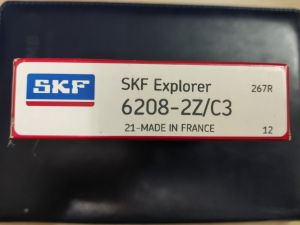 SKF
SKF Explorer
267R
6208-2Z/C3
21-MADE IN FRANCE
12